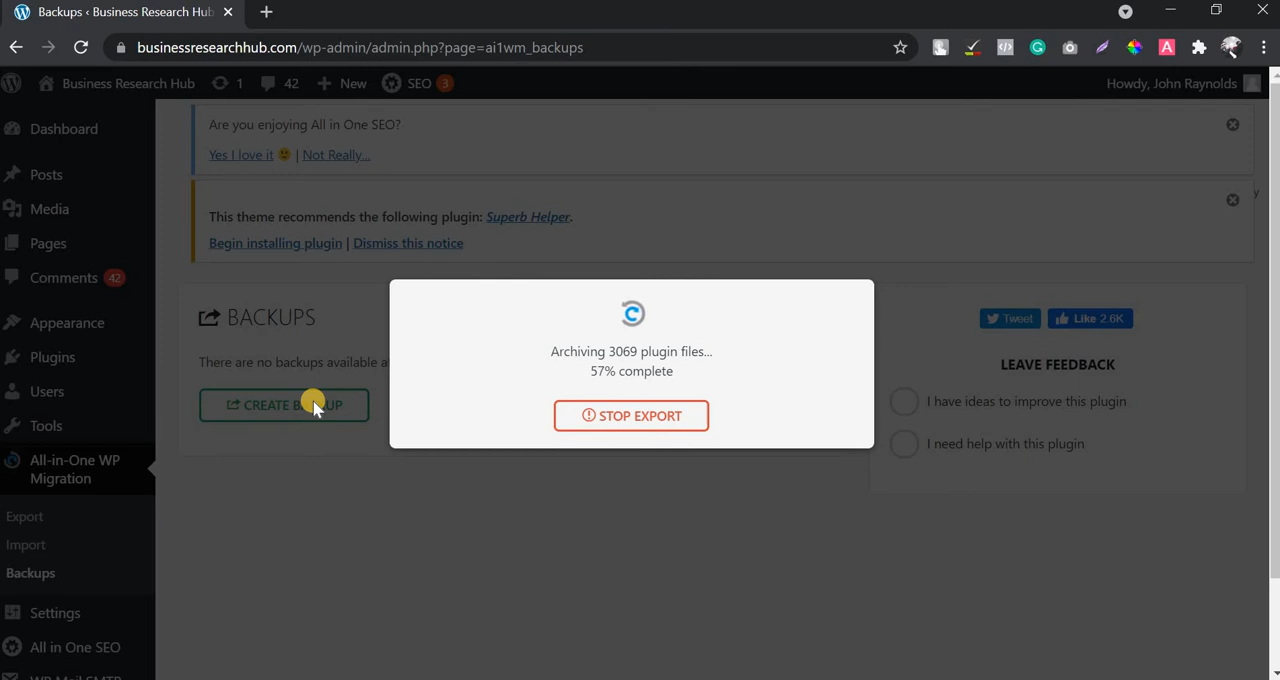 Backups ‹ Business Research Hub
businessresearchhub.com/wp-admin/admin.php?page=ai1wm_backups
Business Research Hub 1 42 New SEO 3
Howdy, John Raynolds
Dashboard
Posts
Media
Pages
Comments 42
Appearance
Plugins
Users
Tools
All-in-One WP
Migration
Export
Import
Backups
Settings
All in One SEO
WP Mail SMTP
Are you enjoying All in One SEO?
Yes I love it | Not Really...
This theme recommends the following plugin: Superb Helper.
Begin installing plugin | Dismiss this notice
BACKUPS
There are no backups available a
CREATE B UP
Archiving 3069 plugin files...
57% complete
STOP EXPORT
Tweet
Like 2.6K
LEAVE FEEDBACK
I have ideas to improve this plugin
I need help with this plugin